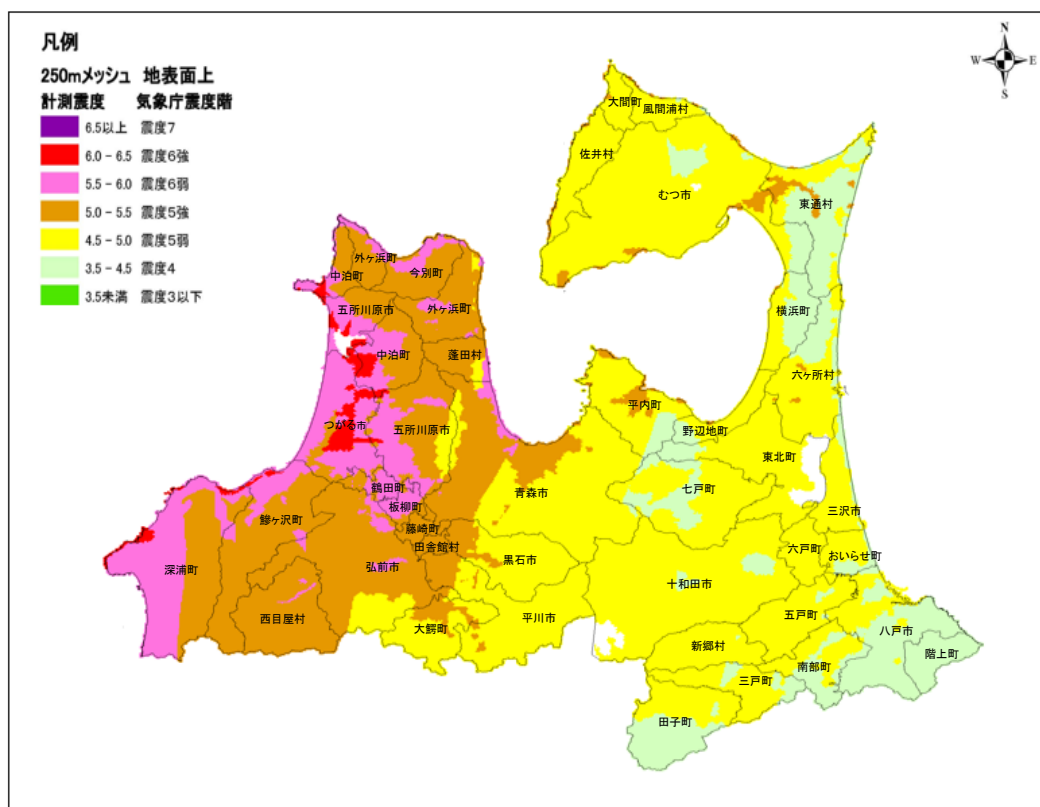 凡例
250mメッシュ 地表面上
計測震度 気象庁震度階
6.5以上 震度7
6.0 - 6.5 震度6強
5.5 - 6.0 震度6弱
5.0 - 5.5 震度5強
4.5 - 5.0 震度5弱
3.5 - 4.5 震度4
3.5未満 震度3以下
N
W E
S
大間町
風間浦村
佐井村
むつ市
東通村
外ヶ浜町
今別町
中泊町
五所川原市
外ヶ浜町
横浜町
中泊町
蓬田村
六ヶ所村
平内町
つがる市
五所川原市
野辺地町
東北町
鶴田町
青森市
七戸町
板柳町
三沢市
鰺ヶ沢町
藤崎町
田舎館村
六戸町
おいらせ町
黒石市
深浦町
弘前市
十和田市
西目屋村
大鰐町
平川市
五戸町
八戸市
新郷村
階上町
南部町
三戸町
田子町